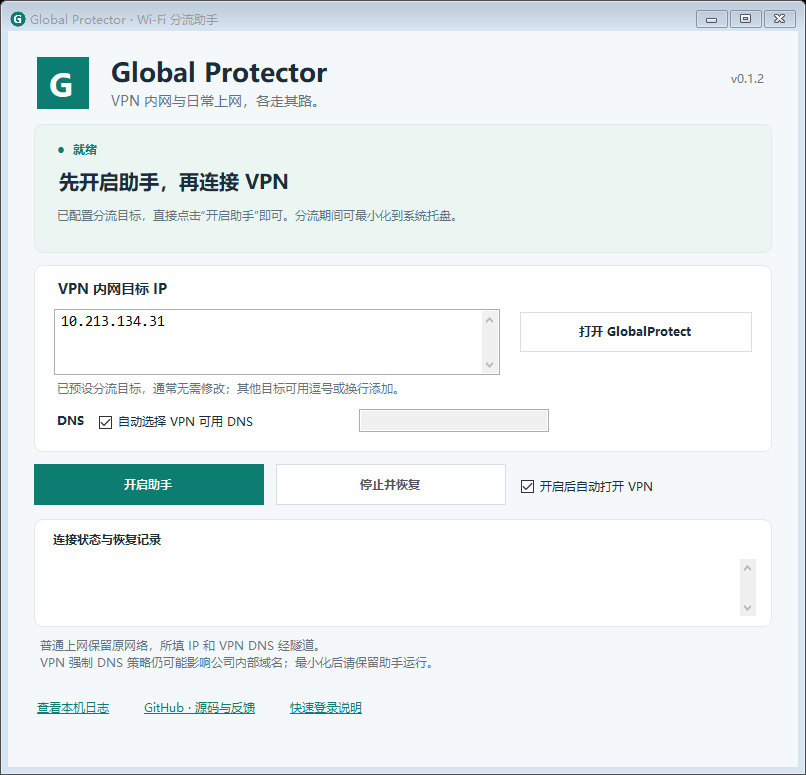 G Global Protector · Wi-Fi 分流助手
G
Global Protector
v0.1.2
VPN 内网与日常上网，各走其路。
• 就绪
先开启助手，再连接 VPN
已配置分流目标，直接点击“开启助手”即可。分流期间可最小化到系统托盘。
VPN 内网目标 IP
10.213.134.31
打开 GlobalProtect
已预设分流目标，通常无需修改；其他目标可用逗号或换行添加。
DNS 自动选择 VPN 可用 DNS
开启助手
停止并恢复
开启后自动打开 VPN
连接状态与恢复记录
普通上网保留原网络，所填 IP 和 VPN DNS 经隧道。
VPN 强制 DNS 策略仍可能影响公司内部域名；最小化后请保留助手运行。
查看本机日志
GitHub · 源码与反馈
快速登录说明